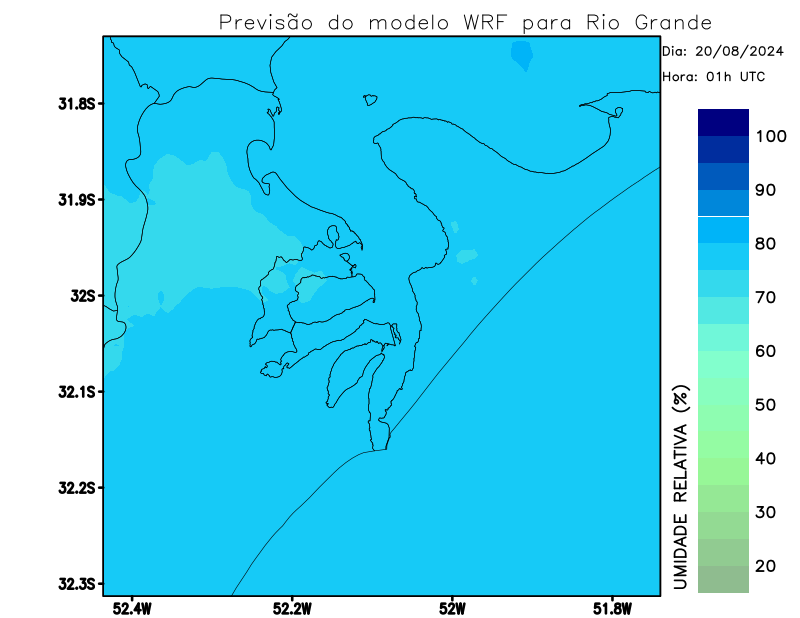 Previsão do modelo WRF para Rio Grande
Dia: 20/08/2024
Hora: 01h UTC
31.8S
31.9S
32S
32.1S
32.2S
32.3S
52.4W
52.2W
52W
51.8W
100
90
80
70
60
50
40
30
20
UMIDADE RELATIVA (%)